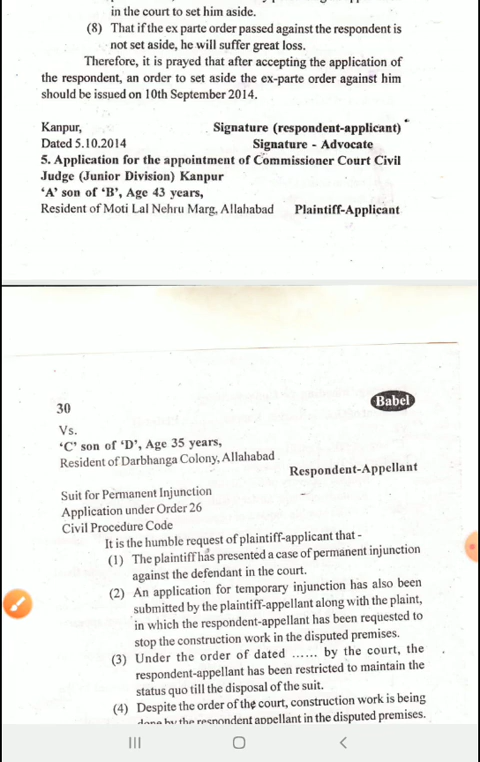 in the court to set him aside.
(8) That if the ex parte order passed against the respondent is
not set aside, he will suffer great loss.
Therefore, it is prayed that after accepting the application of
the respondent, an order to set aside the ex-parte order against him
should be issued on 10th September 2014.
Kanpur, Signature (respondent-applicant)
Dated 5.10.2014 Signature - Advocate
5. Application for the appointment of Commissioner Court Civil
Judge (Junior Division) Kanpur
‘A’ son of ‘B’, Age 43 years,
Resident of Moti Lal Nehru Marg, Allahabad Plaintiff-Applicant
30 Babel
Vs.
‘C’ son of ‘D’, Age 35 years,
Resident of Darbhanga Colony, Allahabad
Respondent-Appellant
Suit for Permanent Injunction
Application under Order 26
Civil Procedure Code
It is the humble request of plaintiff-applicant that -
(1) The plaintiff has presented a case of permanent injunction
against the defendant in the court.
(2) An application for temporary injunction has also been
submitted by the plaintiff-appellant along with the plaint,
in which the respondent-appellant has been requested to
stop the construction work in the disputed premises.
(3) Under the order of dated ...... by the court, the
respondent-appellant has been restricted to maintain the
status quo till the disposal of the suit.
(4) Despite the order of the court, construction work is being
done by the respondent appellant in the disputed premises.